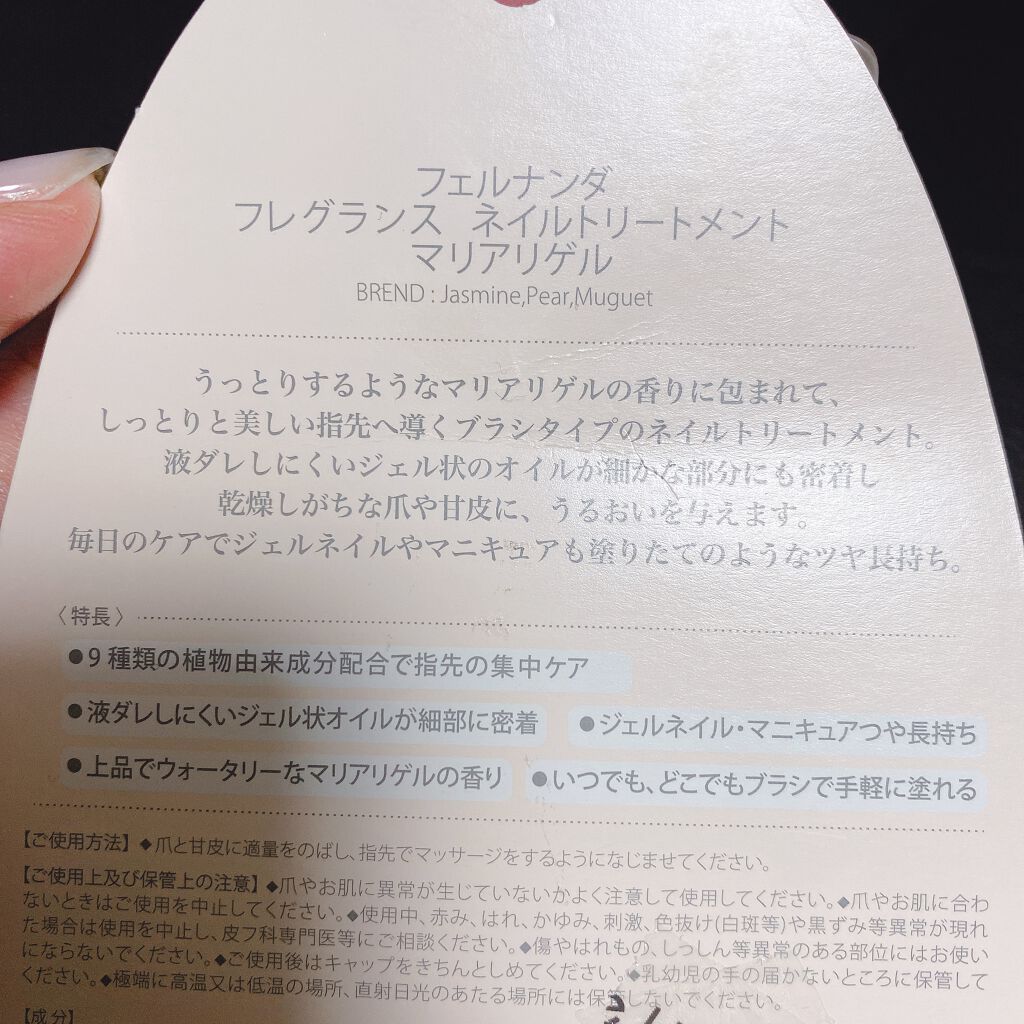 フェルナンダ
フレグランス ネイルトリートメント
マリアリゲル
BREND : Jasmine,Pear,Muguet
うっとりするようなマリアリゲルの香りに包まれて、
しっとりと美しい指先へ導くブラシタイプのネイルトリートメント。
液ダレしにくいジェル状のオイルが細かな部分にも密着し
乾燥しがちな爪や甘皮に、うるおいを与えます。
毎日のケアでジェルネイルやマニキュアも塗りたてのようなツヤ長持ち。
〈特長〉
●9種類の植物由来成分配合で指先の集中ケア
●液ダレしにくいジェル状オイルが細部に密着 ●ジェルネイル・マニキュアつや長持ち
●上品でウォータリーなマリアリゲルの香り ●いつでも、どこでもブラシで手軽に塗れる
【ご使用方法】◆爪と甘皮に適量をのばし、指先でマッサージをするようになじませてください。
【ご使用上及び保管上の注意】◆爪やお肌に異常が生じていないかよく注意して使用してください。◆爪やお肌に合わ
ないときはご使用を中止してください。◆使用中、赤み、はれ、かゆみ、刺激、色抜け(白斑等)や黒ずみ等異常が現れ
た場合は使用を中止し、皮フ科専門医等にご相談ください。◆傷やはれもの、しっしん等異常のある部位にはお使い
にならないでください。◆ご使用後はキャップをきちんとしめてください。◆乳幼児の手の届かないところに保管して
ください。◆極端に高温又は低温の場所、直射日光のあたる場所には保管しないでください。
【成分】